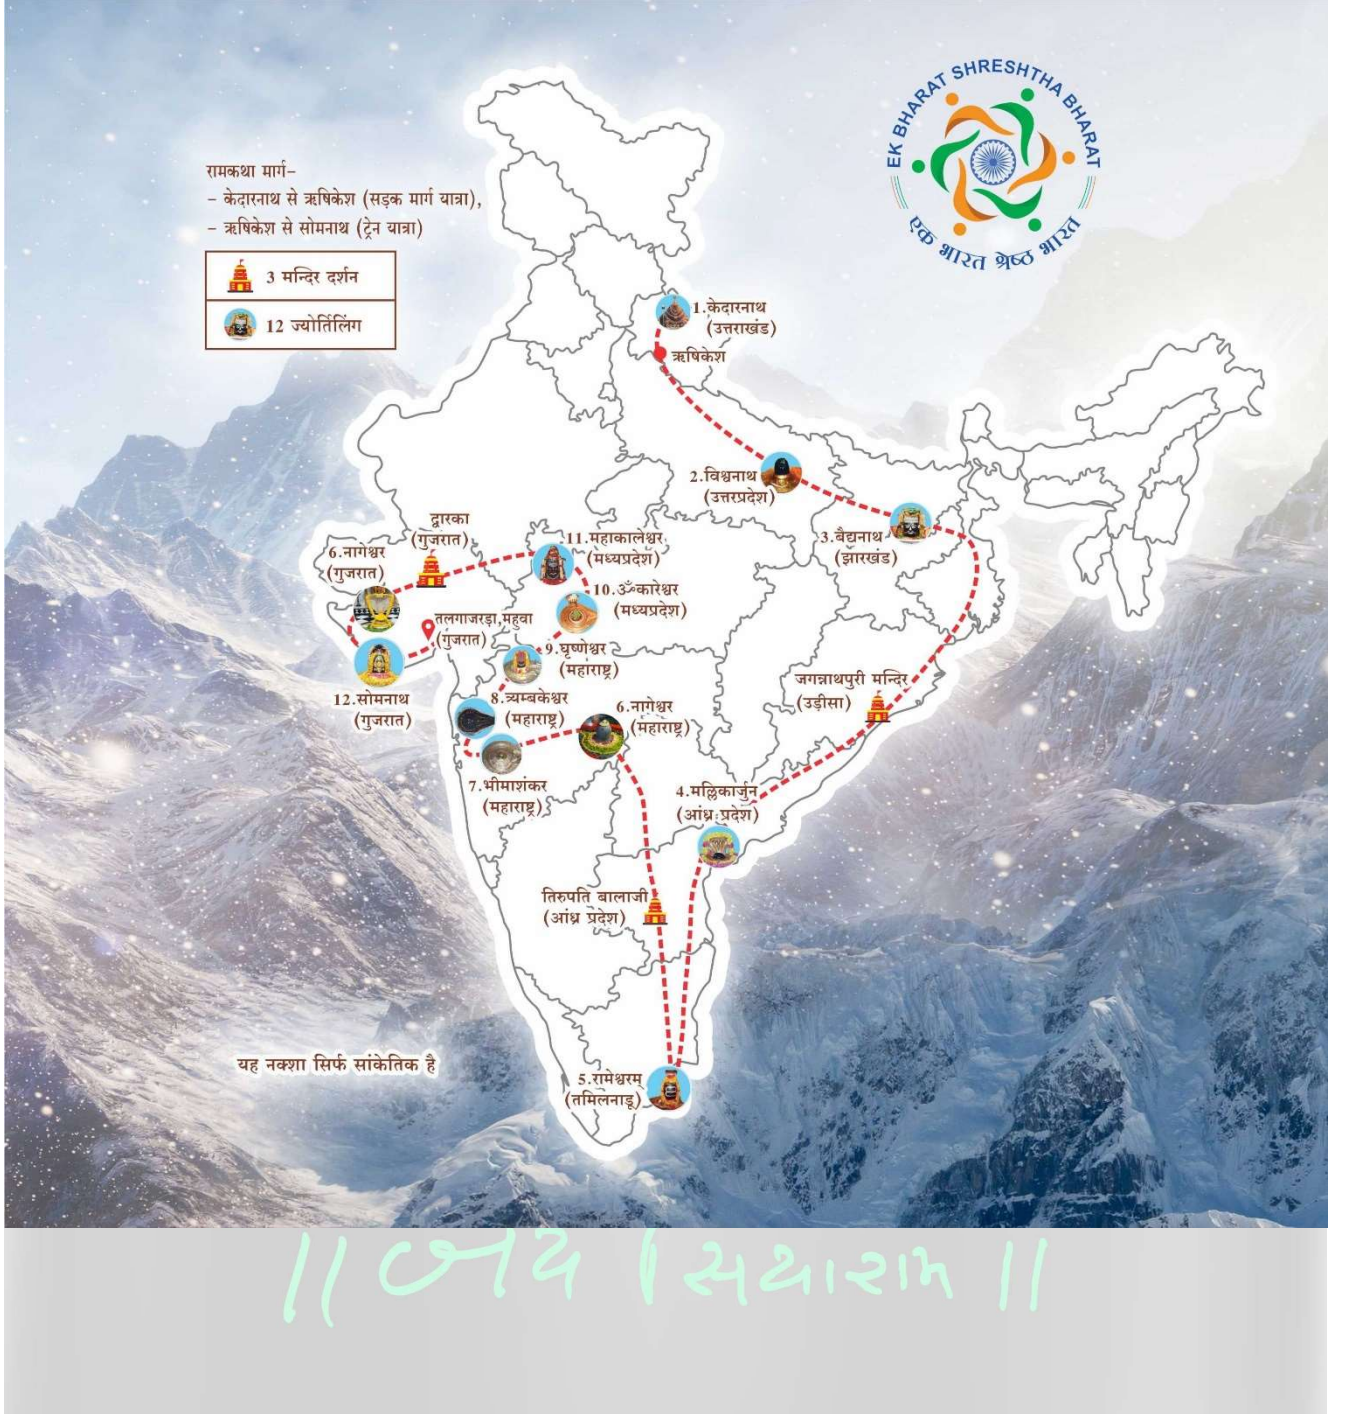 EK BHARAT SHRESHTHA BHARAT
एक भारत श्रेष्ठ भारत
रामकथा मार्ग–
– केदारनाथ से ऋषिकेश (सड़क मार्ग यात्रा),
– ऋषिकेश से सोमनाथ (ट्रेन यात्रा)
3 मन्दिर दर्शन
12 ज्योर्तिलिंग
1.केदारनाथ
(उत्तराखंड)
ऋषिकेश
2.विश्वनाथ
(उत्तरप्रदेश)
3.बैद्यनाथ
(झारखंड)
द्वारका
(गुजरात)
6.नागेश्वर
(गुजरात)
11.महाकालेश्वर
(मध्यप्रदेश)
10.ॐकारेश्वर
(मध्यप्रदेश)
तलगाजरड़ा,महुवा
(गुजरात)
9.घृष्णेश्वर
(महाराष्ट्र)
12.सोमनाथ
(गुजरात)
8.त्र्यम्बकेश्वर
(महाराष्ट्र)
6.नागेश्वर
(महाराष्ट्र)
जगन्नाथपुरी मन्दिर
(उड़ीसा)
7.भीमाशंकर
(महाराष्ट्र)
4.मल्लिकार्जुन
(आंध्र प्रदेश)
तिरुपति बालाजी
(आंध्र प्रदेश)
5.रामेश्वरम्
(तमिलनाडू)
यह नक्शा सिर्फ सांकेतिक है
|| જય સિયારામ ||